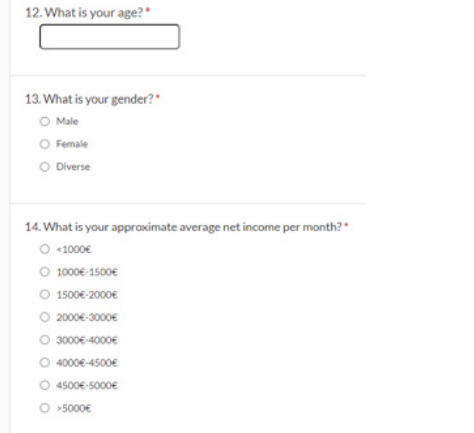 12. What is your age? *
13. What is your gender? *
Male
Female
Diverse
14. What is your approximate average net income per month? *
<1000€
1000€-1500€
1500€-2000€
2000€-3000€
3000€-4000€
4000€-4500€
4500€-5000€
>5000€